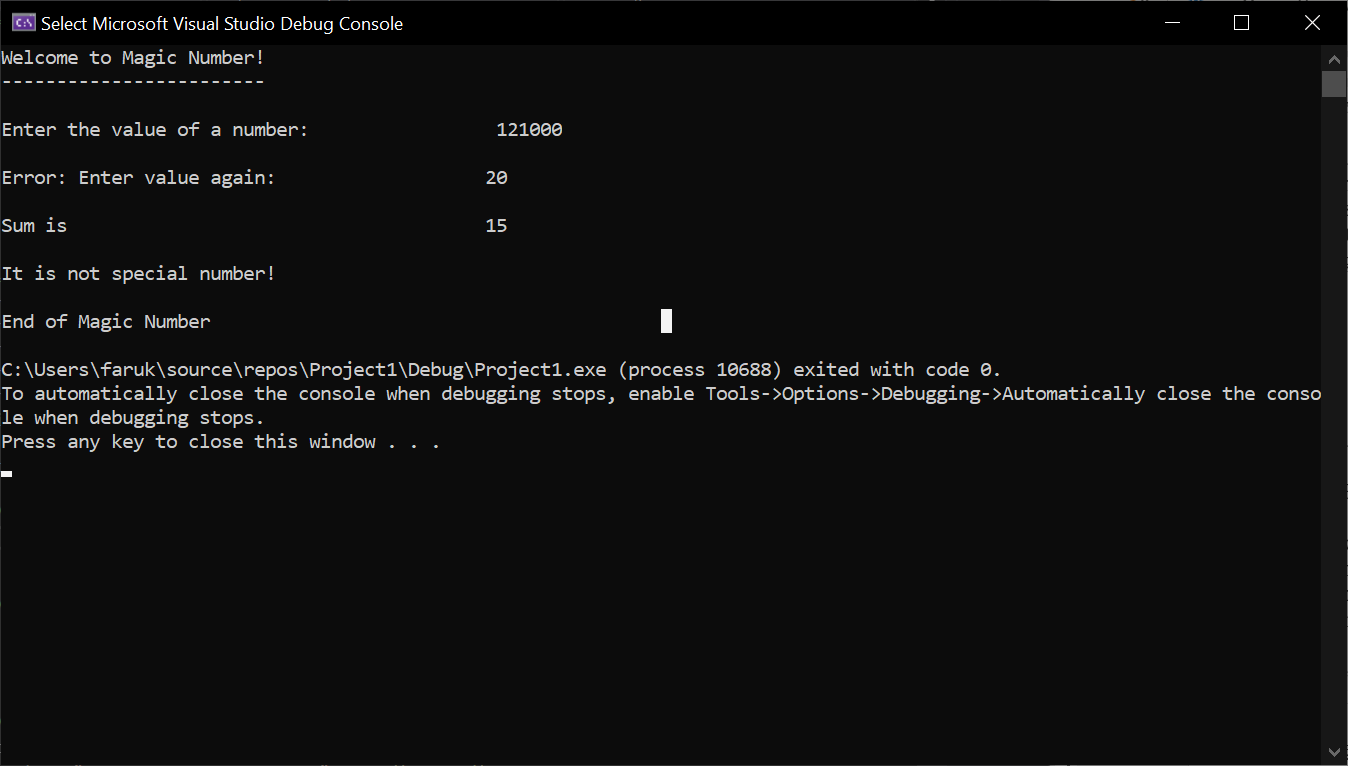 Select Microsoft Visual Studio Debug Console
Welcome to Magic Number!
------------------------
Enter the value of a number: 121000
Error: Enter value again: 20
Sum is 15
It is not special number!
End of Magic Number
C:\Users\faruk\source\repos\Project1\Debug\Project1.exe (process 10688) exited with code 0.
To automatically close the console when debugging stops, enable Tools->Options->Debugging->Automatically close the conso
le when debugging stops.
Press any key to close this window . . .